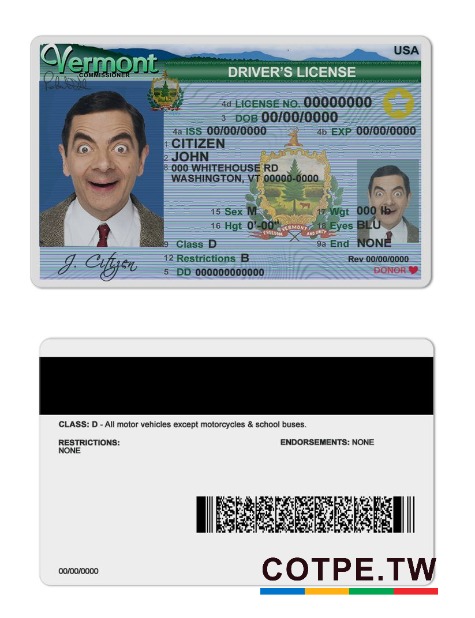 Vermont
COMMISSIONER
USA
DRIVER'S LICENSE
4d LICENSE NO. 00000000
3 DOB 00/00/0000
4a ISS 00/00/0000 4b EXP 00/00/0000
1 CITIZEN
2 JOHN
8 000 WHITEHOUSE RD
WASHINGTON, VT 00000-0000
15 Sex M 17 Wgt 000 lb
16 Hgt 0'-00" 18 Eyes BLU
9 Class D 9a End NONE
12 Restrictions B Rev 00/00/0000
5 DD 000000000000 DONOR
J. Citizen
CLASS: D - All motor vehicles except motorcycles & school buses.
RESTRICTIONS: ENDORSEMENTS: NONE
NONE
00/00/0000
COTPE.TW